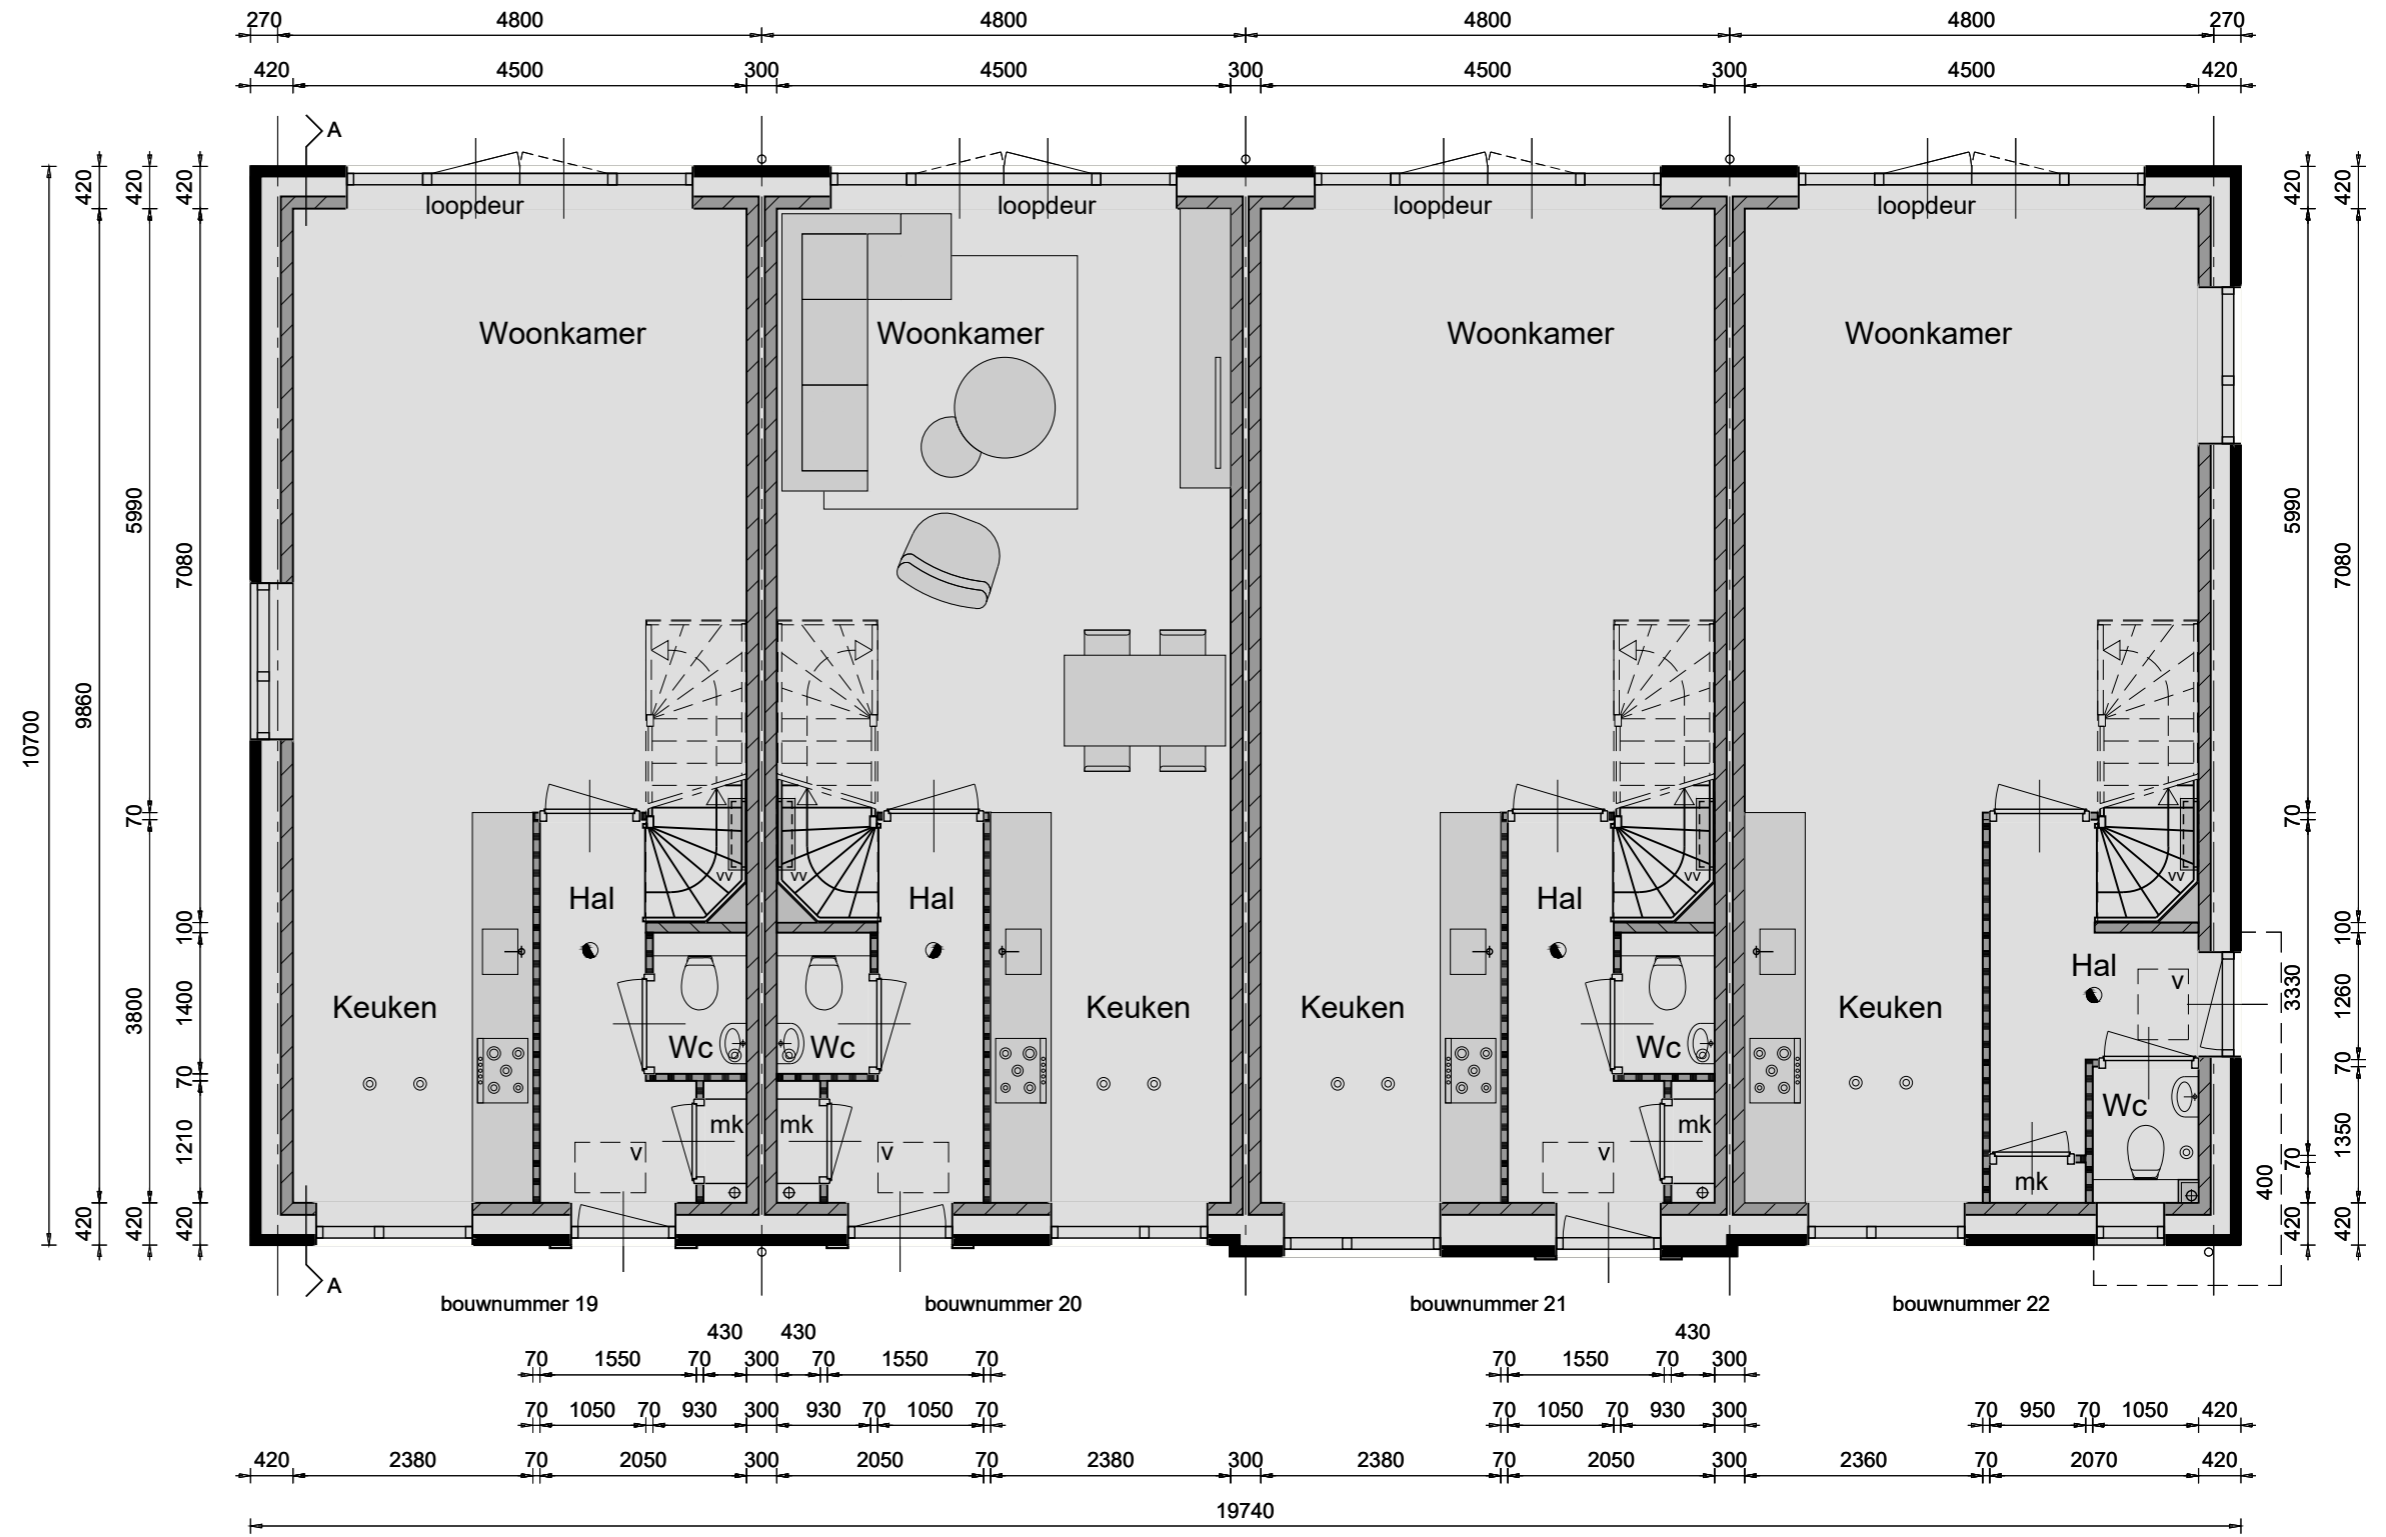 270 4800 4800 4800 4800 270
420 4500 300 4500 300 4500 300 4500 420
A
420 420 420 420 420
loopdeur loopdeur loopdeur loopdeur
Woonkamer Woonkamer Woonkamer Woonkamer
5990 5990
7080 7080
9860
10700
70 70
vv vv vv vv
Hal Hal Hal
100 100
Hal v
3330
1400 1260
3800
Keuken Keuken Keuken Keuken
Wc Wc Wc
70 70
Wc
mk mk mk
1210 1350
v v v
70
mk
400
420 420 420 420 420
A
bouwnummer 19 bouwnummer 20 bouwnummer 21 bouwnummer 22
430 430 430
70 1550 70 300 70 1550 70 70 1550 70 300
70 1050 70 930 300 930 70 1050 70 70 1050 70 930 300 70 950 70 1050 420
420 2380 70 2050 300 2050 70 2380 300 2380 70 2050 300 2360 70 2070 420
19740